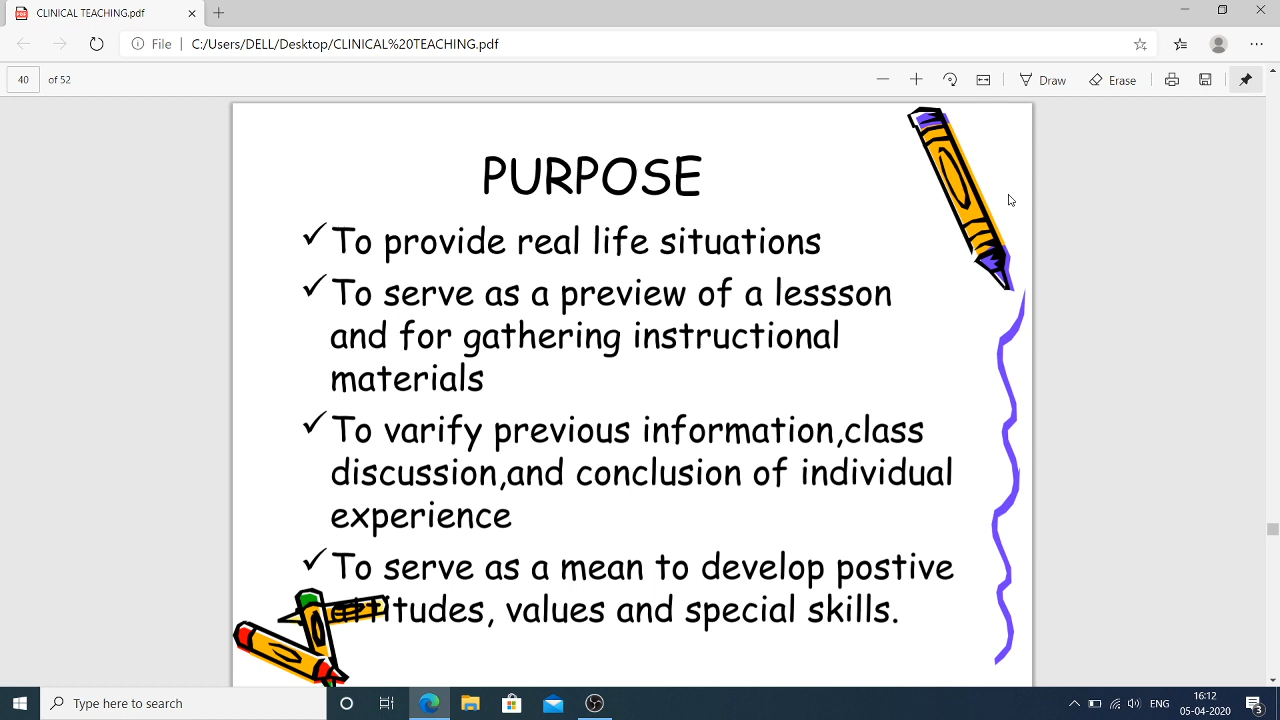 CLINICAL TEACHING.pdf
File C:/Users/DELL/Desktop/CLINICAL%20TEACHING.pdf
40 of 52 Draw Erase
PURPOSE
To provide real life situations
To serve as a preview of a lessson
and for gathering instructional
materials
To varify previous information,class
discussion,and conclusion of individual
experience
To serve as a mean to develop postive
attitudes, values and special skills.
Type here to search
ENG
16:12
05-04-2020
3